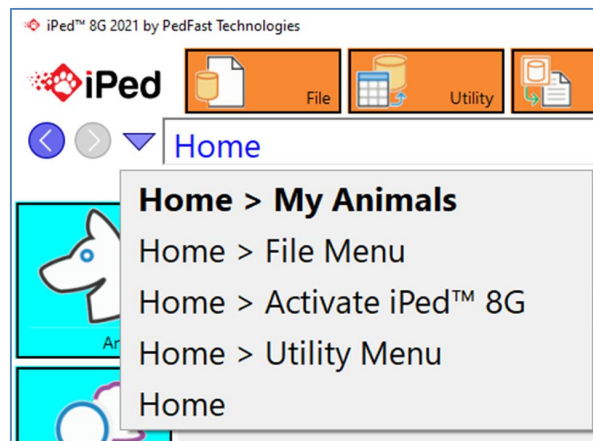 iPed™ 8G 2021 by PedFast Technologies
iPed
File
Utility
Home
Home > My Animals
Home > File Menu
Home > Activate iPed™ 8G
Home > Utility Menu
Home